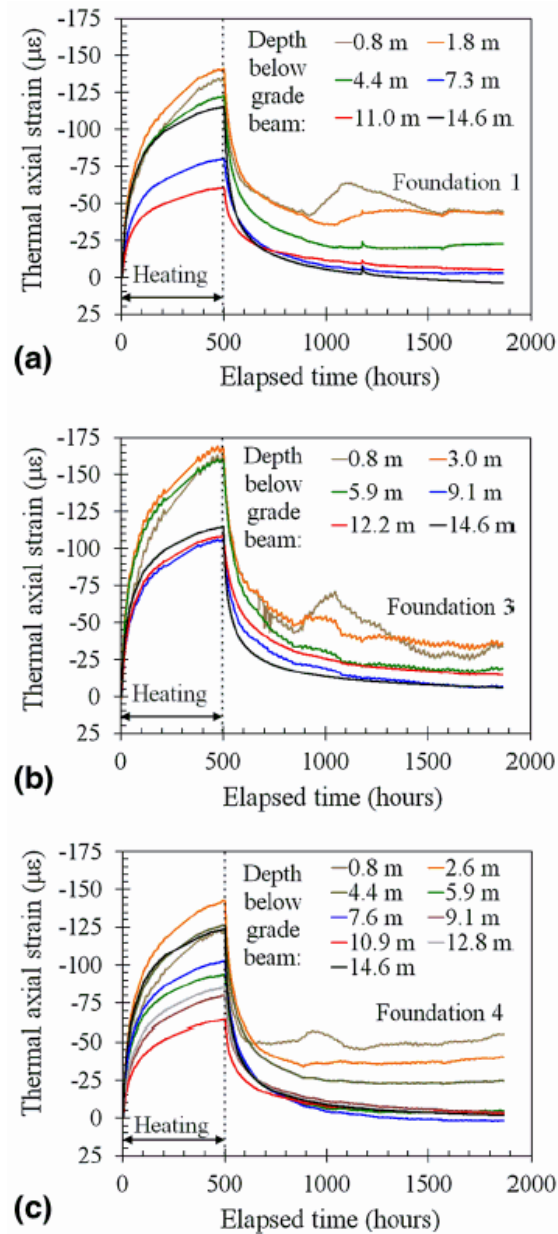 -175
-150
-125
-100
-75
-50
-25
0
25
Thermal axial strain (με)
Depth below grade beam:
0.8 m 1.8 m
4.4 m 7.3 m
11.0 m 14.6 m
Foundation 1
Heating
0 500 1000 1500 2000
Elapsed time (hours)
(a)
-175
-150
-125
-100
-75
-50
-25
0
25
Thermal axial strain (με)
Depth below grade beam:
0.8 m 3.0 m
5.9 m 9.1 m
12.2 m 14.6 m
Foundation 3
Heating
0 500 1000 1500 2000
Elapsed time (hours)
(b)
-175
-150
-125
-100
-75
-50
-25
0
25
Thermal axial strain (με)
Depth below grade beam:
0.8 m 2.6 m
4.4 m 5.9 m
7.6 m 9.1 m
10.9 m 12.8 m
14.6 m
Foundation 4
Heating
0 500 1000 1500 2000
Elapsed time (hours)
(c)